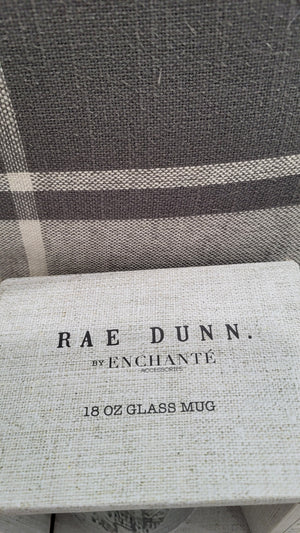 RAE DUNN.
BY ENCHANTÉ
ACCESSORIES
18 OZ GLASS MUG